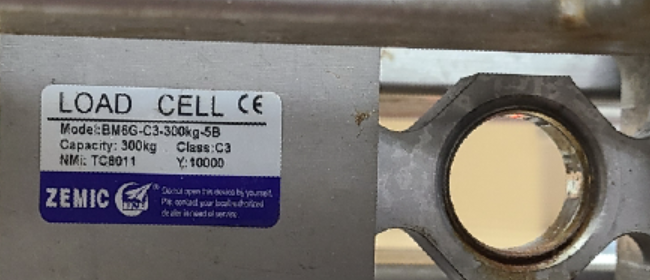 LOAD CELL CE
Model:BM6G-C3-300kg-5B
Capacity: 300kg Class:C3
NMi: TC8011 Y:10000
ZEMIC ®
Do not open this device by yourself.
Pls. contact your local authorized
dealer in need of service